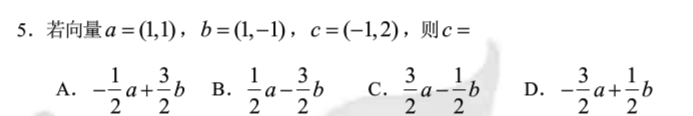 5．若向量a=(1,1)，b=(1,−1)，c=(−1,2)，则c=
A. −1/2a+3/2b B. 1/2a−3/2b C. 3/2a−1/2b D. −3/2a+1/2b